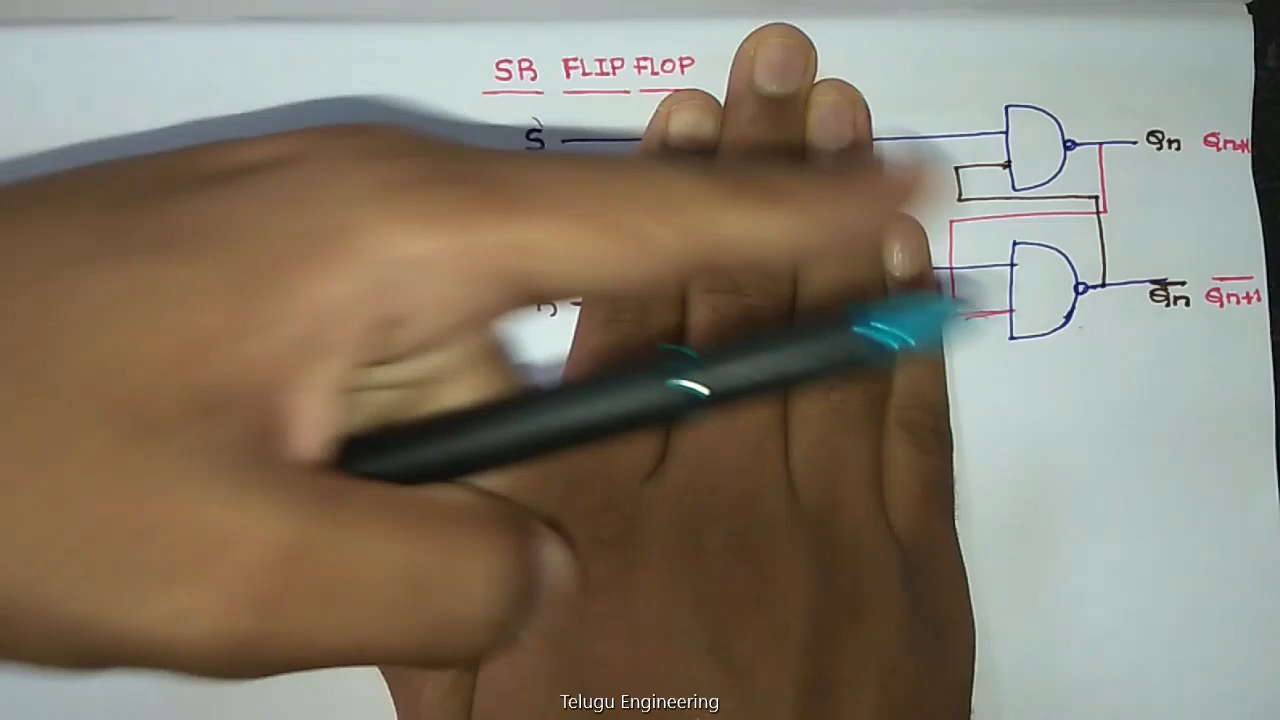 SR FLIP FLOP
S
Qn Qn+1
Q̅n̅ Q̅n̅+̅1̅
Telugu Engineering